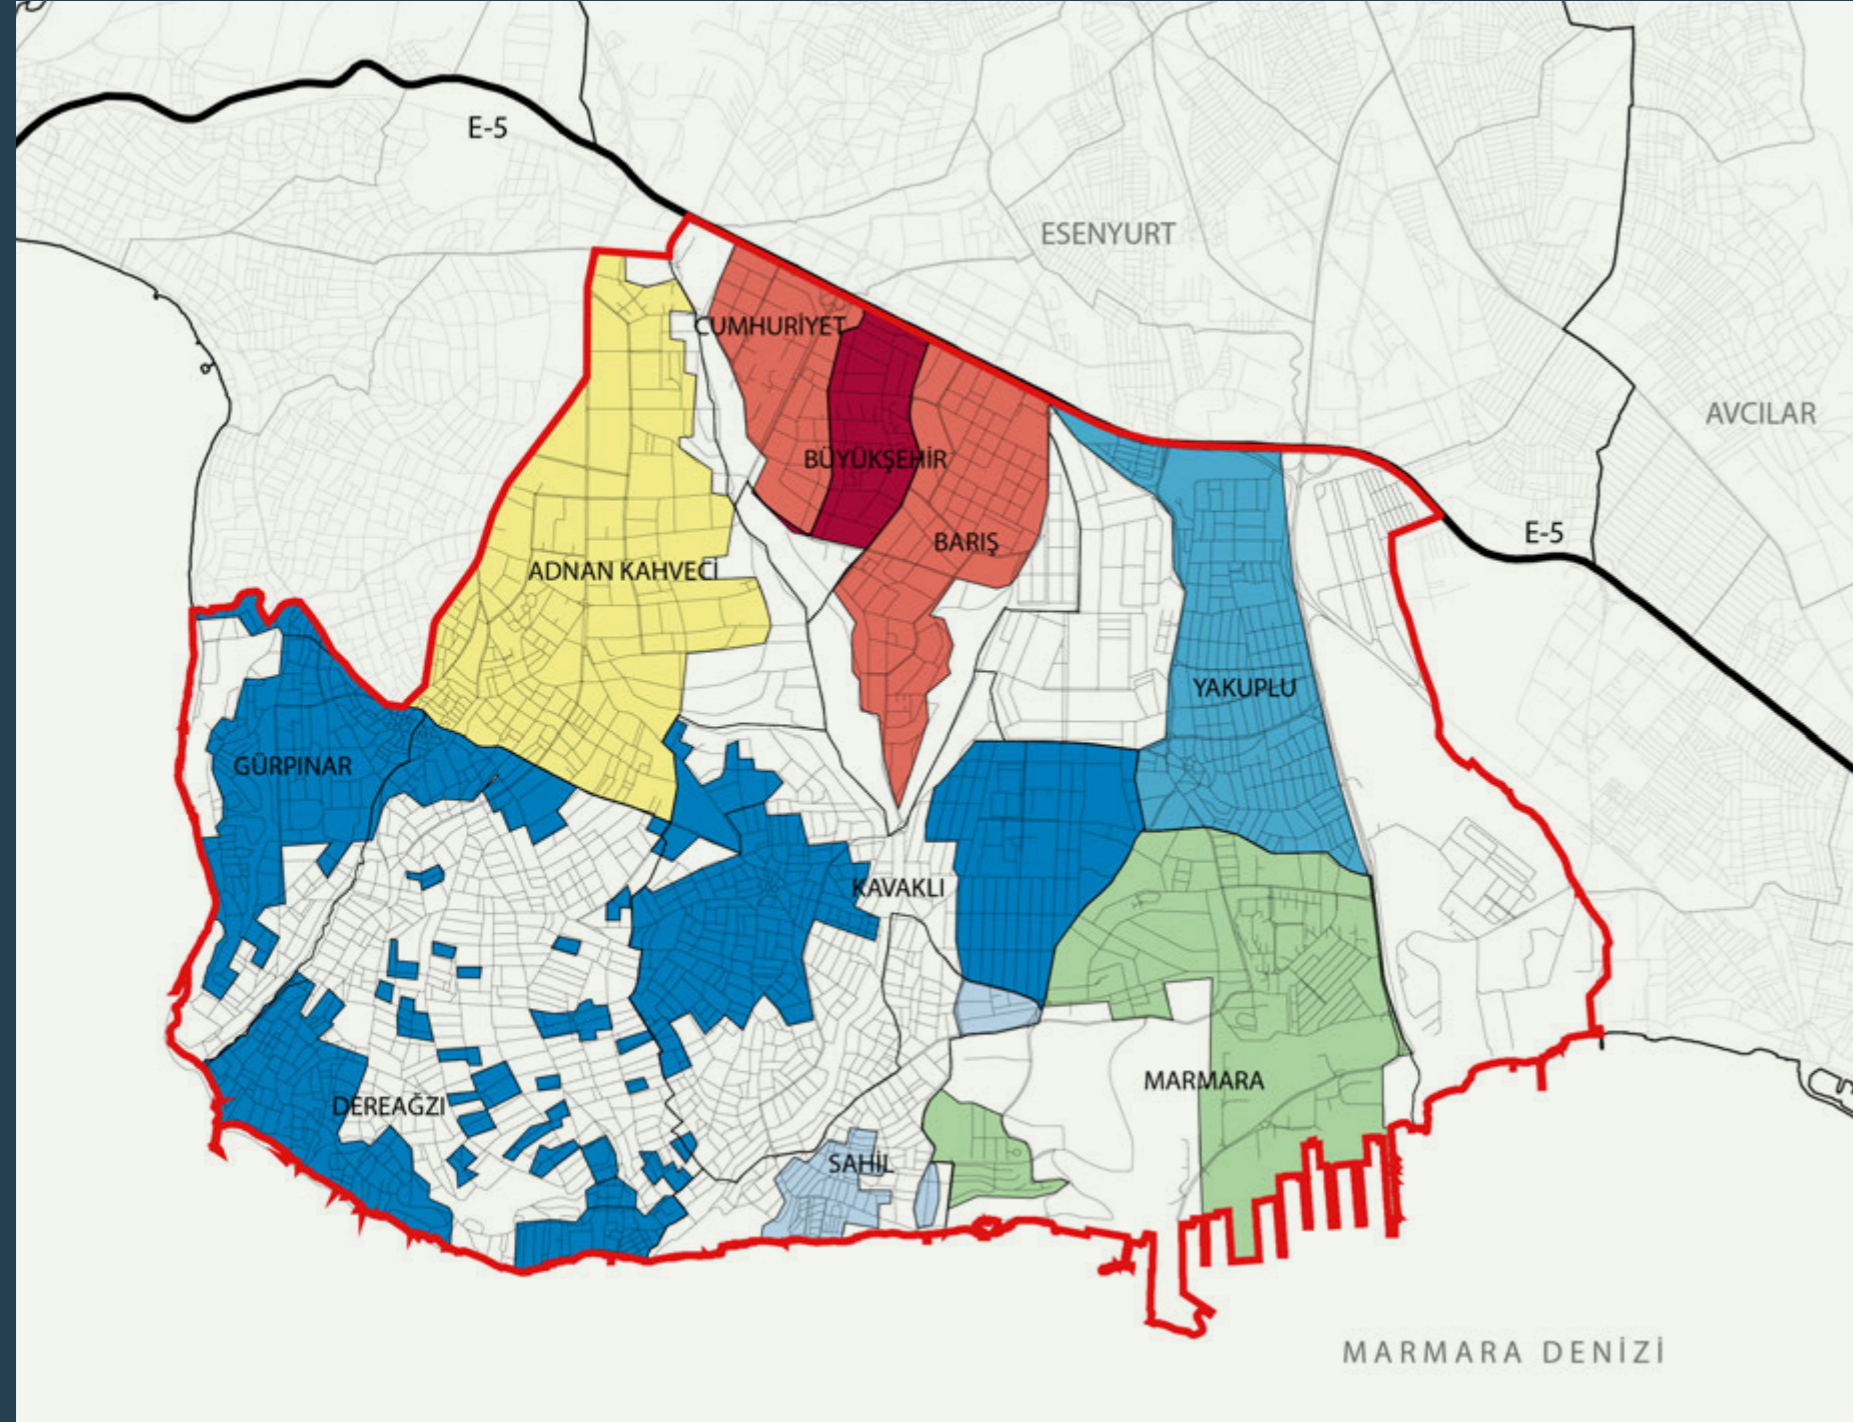 E-5
ESENYURT
CUMHURİYET
AVCILAR
BÜYÜKŞEHİR
E-5
BARIŞ
ADNAN KAHVECİ
YAKUPLU
GÜRPINAR
KAVAKLI
MARMARA
DEREAĞZI
SAHİL
MARMARA DENİZİ